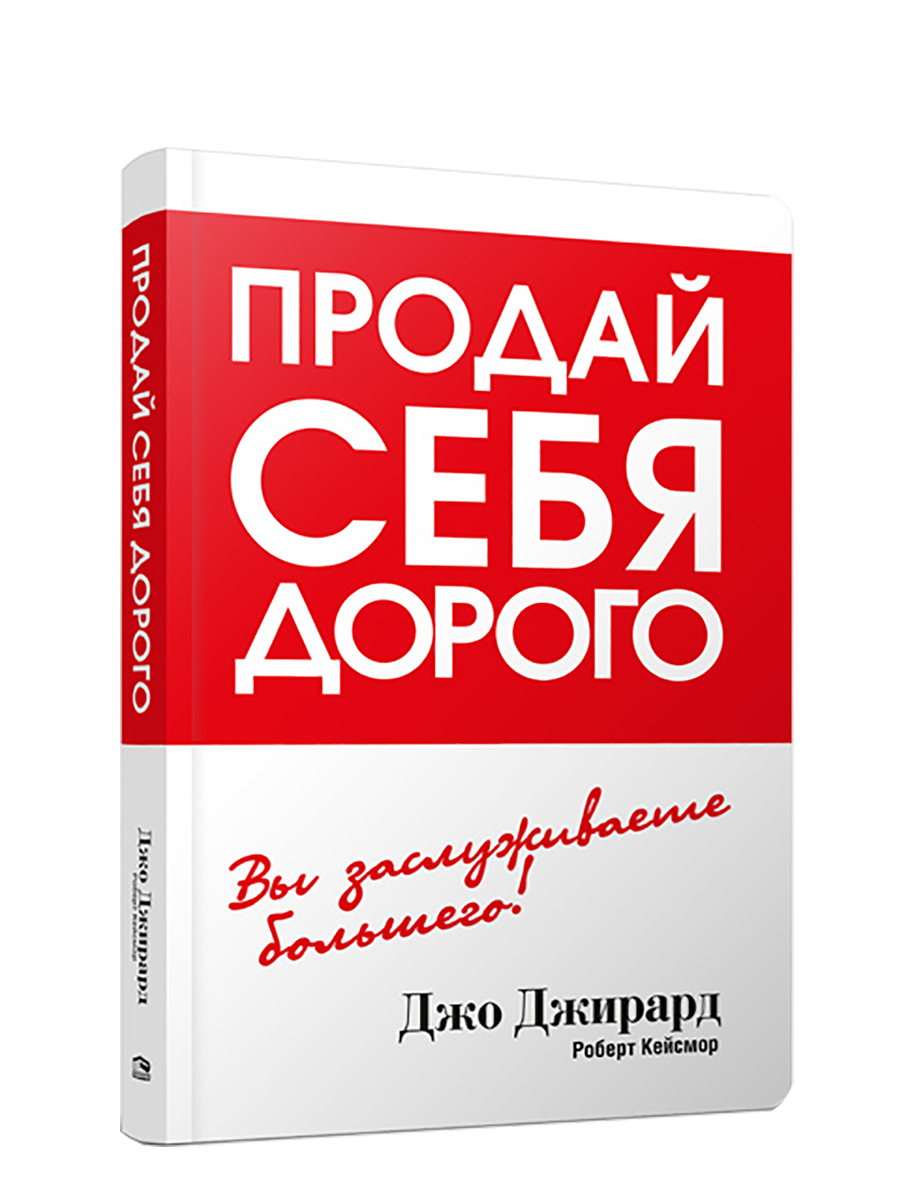 ПРОДАЙ
СЕБЯ
ДОРОГО
Вы заслуживаете
большего!
Джо Джирард
Роберт Кейсмор
ПРОДАЙ СЕБЯ ДОРОГО
Джо Джирард
Роберт Кейсмор